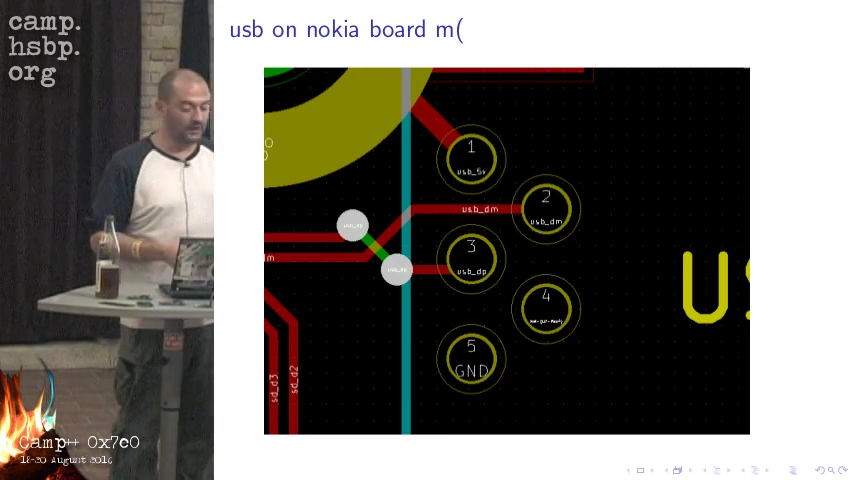 camp.
hsbp.
org
usb on nokia board m(
1
usb_5v
2
usb_dm
usb_dm
3
usb_dp
4
5
GND
sd_d3
sd_d2
US
Camp++ 0x7e0
18-20 August 2016